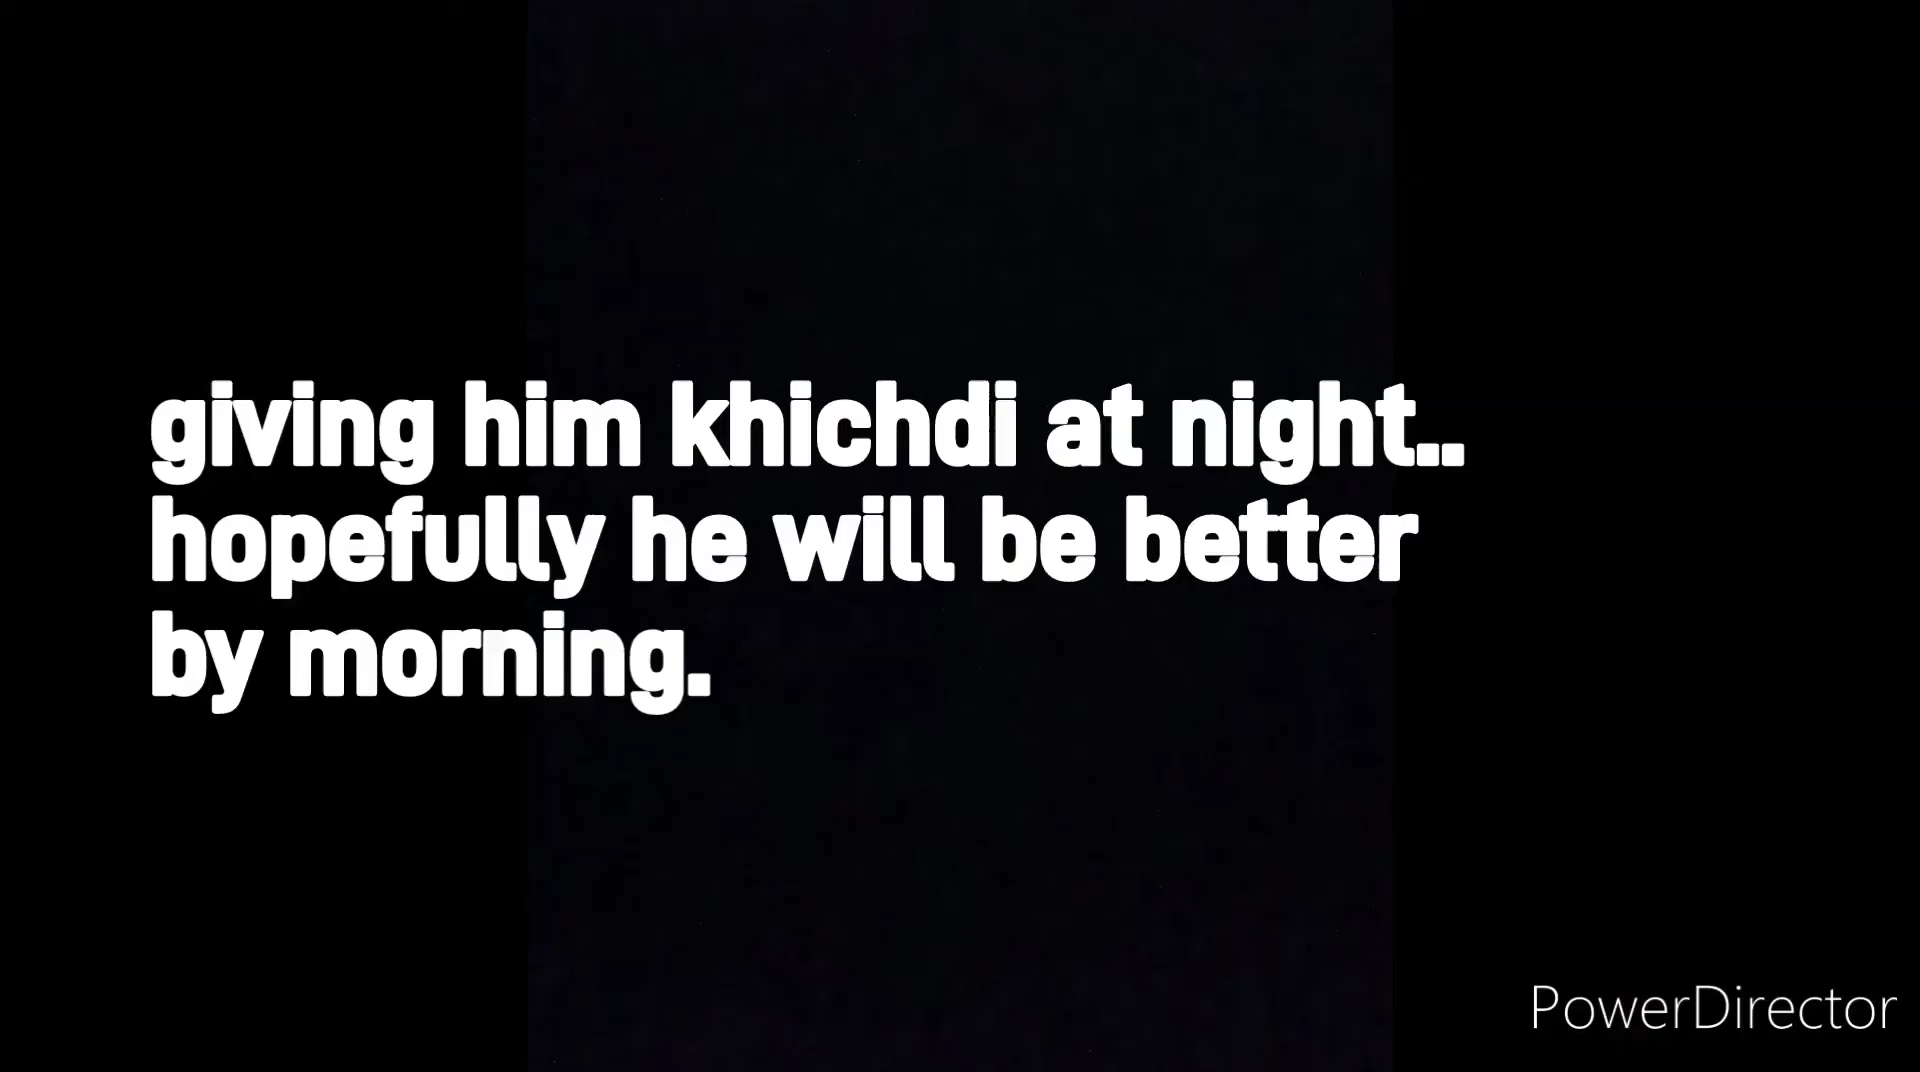 giving him khichdi at night..
hopefully he will be better
by morning.
PowerDirector